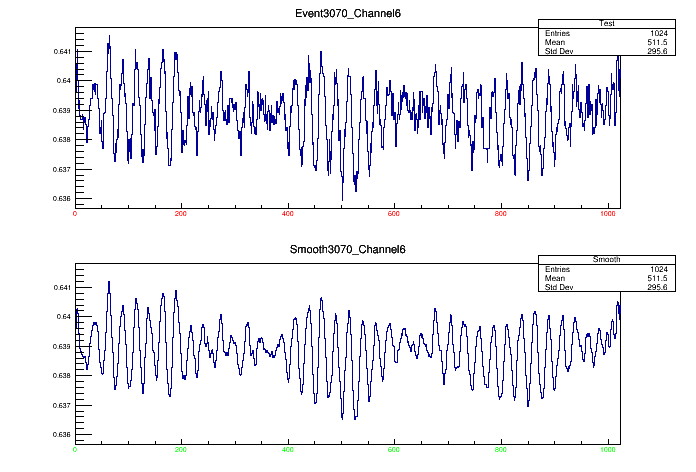 Event3070_Channel6
Test
Entries 1024
Mean 511.5
Std Dev 295.6
0.641
0.64
0.639
0.638
0.637
0.636
0 200 400 600 800 1000
Smooth3070_Channel6
Smooth
Entries 1024
Mean 511.5
Std Dev 295.6
0.641
0.64
0.639
0.638
0.637
0.636
0 200 400 600 800 1000